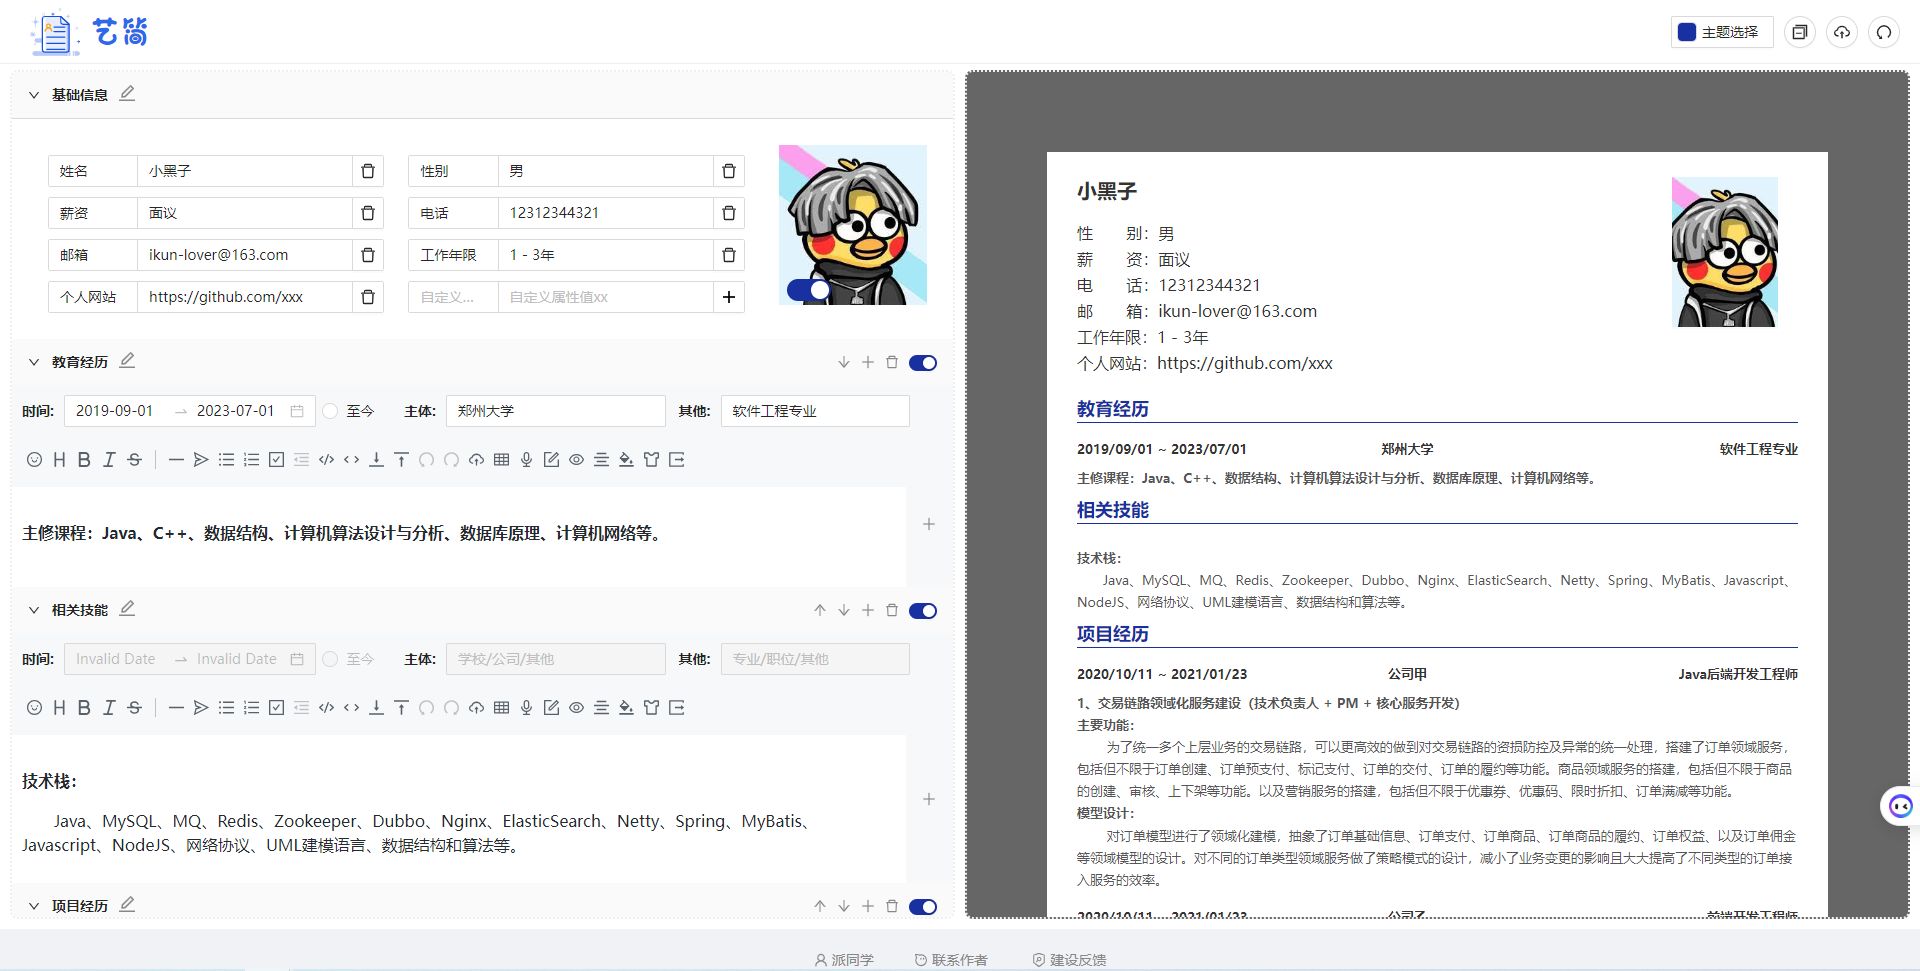 艺简
主题选择
基础信息
姓名 小黑子 性别 男
薪资 面议 电话 12312344321
邮箱 ikun-lover@163.com 工作年限 1 - 3年
个人网站 https://github.com/xxx 自定义... 自定义属性值xx
教育经历
时间: 2019-09-01 → 2023-07-01 至今 主体: 郑州大学 其他: 软件工程专业
主修课程：Java、C++、数据结构、计算机算法设计与分析、数据库原理、计算机网络等。
相关技能
时间: Invalid Date → Invalid Date 至今 主体: 学校/公司/其他 其他: 专业/职位/其他
技术栈：
Java、MySQL、MQ、Redis、Zookeeper、Dubbo、Nginx、ElasticSearch、Netty、Spring、MyBatis、
Javascript、NodeJS、网络协议、UML建模语言、数据结构和算法等。
项目经历
小黑子
性 别：男
薪 资：面议
电 话：12312344321
邮 箱：ikun-lover@163.com
工作年限：1 - 3年
个人网站：https://github.com/xxx
教育经历
2019/09/01 ~ 2023/07/01 郑州大学 软件工程专业
主修课程：Java、C++、数据结构、计算机算法设计与分析、数据库原理、计算机网络等。
相关技能
技术栈：
Java、MySQL、MQ、Redis、Zookeeper、Dubbo、Nginx、ElasticSearch、Netty、Spring、MyBatis、Javascript、
NodeJS、网络协议、UML建模语言、数据结构和算法等。
项目经历
2020/10/11 ~ 2021/01/23 公司甲 Java后端开发工程师
1、交易链路领域化服务建设（技术负责人 + PM + 核心服务开发）
主要功能：
为了统一多个上层业务的交易链路，可以更高效的做到对交易链路的资损防控及异常的统一处理，搭建了订单领域服务，
包括但不限于订单创建、订单预支付、标记支付、订单的交付、订单的履约等功能。商品领域服务的搭建，包括但不限于商品
的创建、审核、上下架等功能。以及营销服务的搭建，包括但不限于优惠券、优惠码、限时折扣、订单满减等功能。
模型设计：
对订单模型进行了领域化建模，抽象了订单基础信息、订单支付、订单商品、订单商品的履约、订单权益、以及订单佣金
等领域模型的设计。对不同的订单类型领域服务做了策略模式的设计，减小了业务变更的影响且大大提高了不同类型的订单接
入服务的效率。
2020/10/11 ~ 2021/01/23 公司乙 前端开发工程师
派同学 联系作者 建设反馈